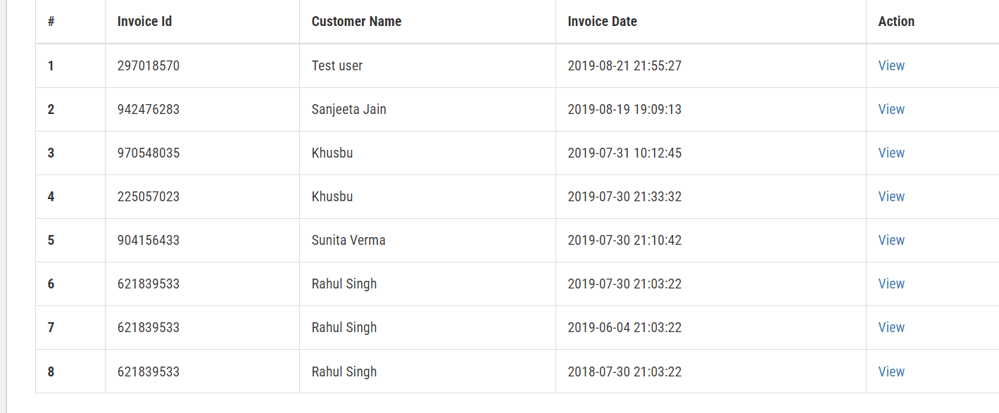 # Invoice Id Customer Name Invoice Date Action
1 297018570 Test user 2019-08-21 21:55:27 View
2 942476283 Sanjeeta Jain 2019-08-19 19:09:13 View
3 970548035 Khusbu 2019-07-31 10:12:45 View
4 225057023 Khusbu 2019-07-30 21:33:32 View
5 904156433 Sunita Verma 2019-07-30 21:10:42 View
6 621839533 Rahul Singh 2019-07-30 21:03:22 View
7 621839533 Rahul Singh 2019-06-04 21:03:22 View
8 621839533 Rahul Singh 2018-07-30 21:03:22 View